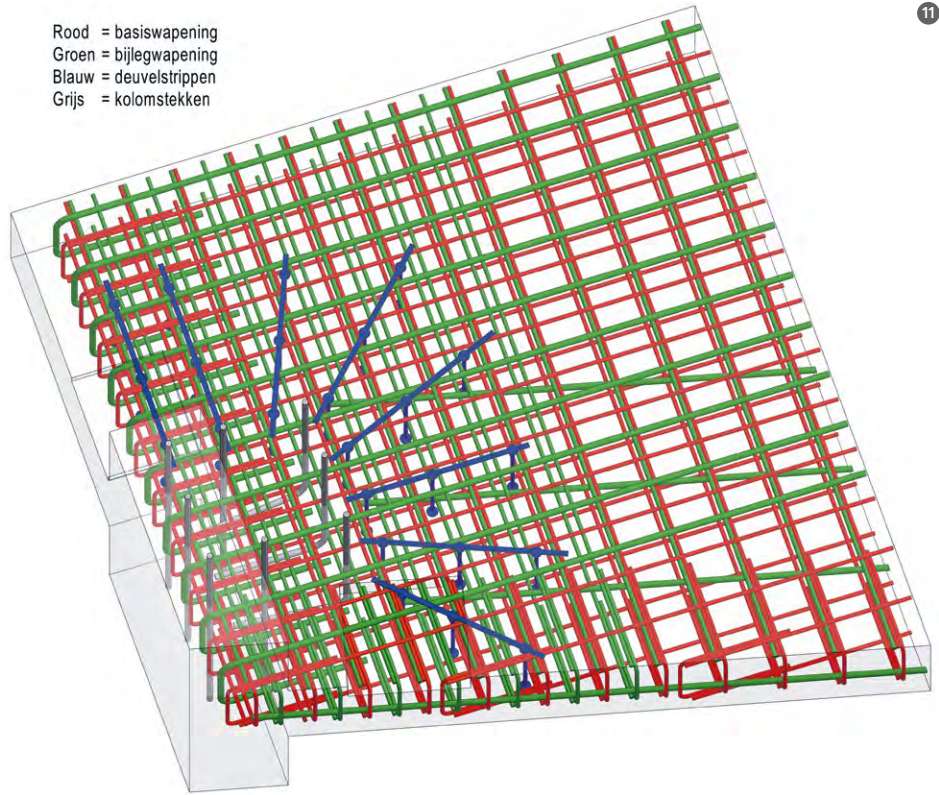 11
Rood = basiswapening
Groen = bijlegwapening
Blauw = deuvelstrippen
Grijs = kolomstekken